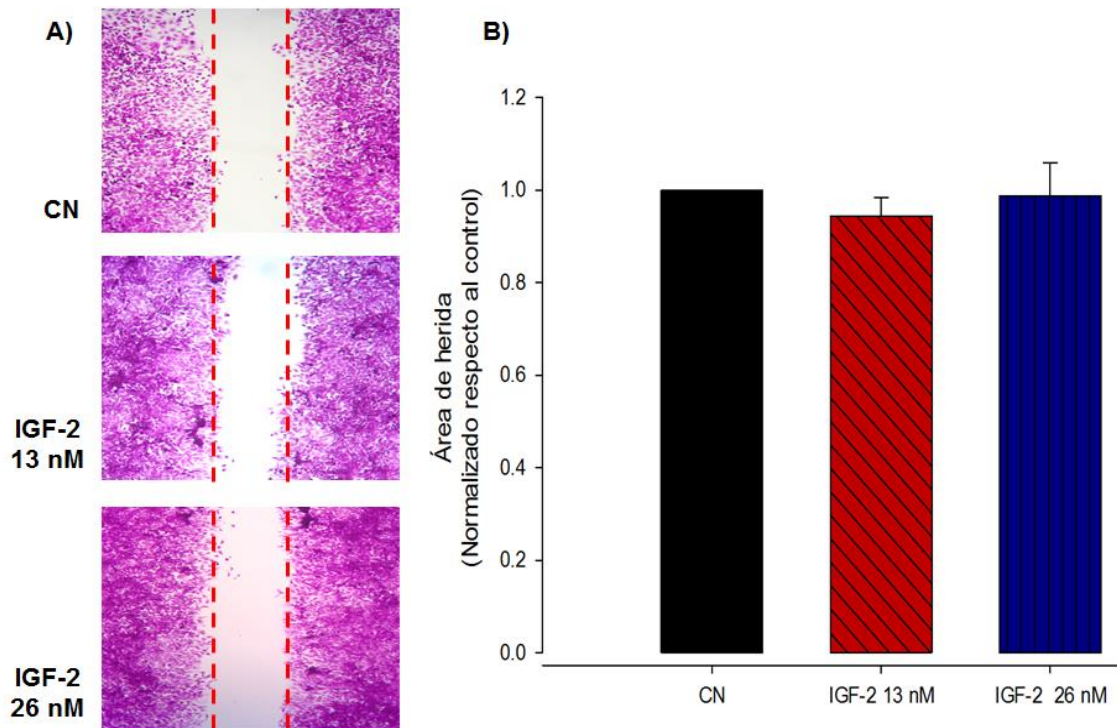 A)
CN
IGF-2
13 nM
IGF-2
26 nM
B)
Área de herida
(Normalizado respecto al control)
1.2
1.0
0.8
0.6
0.4
0.2
0.0
CN
IGF-2 13 nM
IGF-2 26 nM